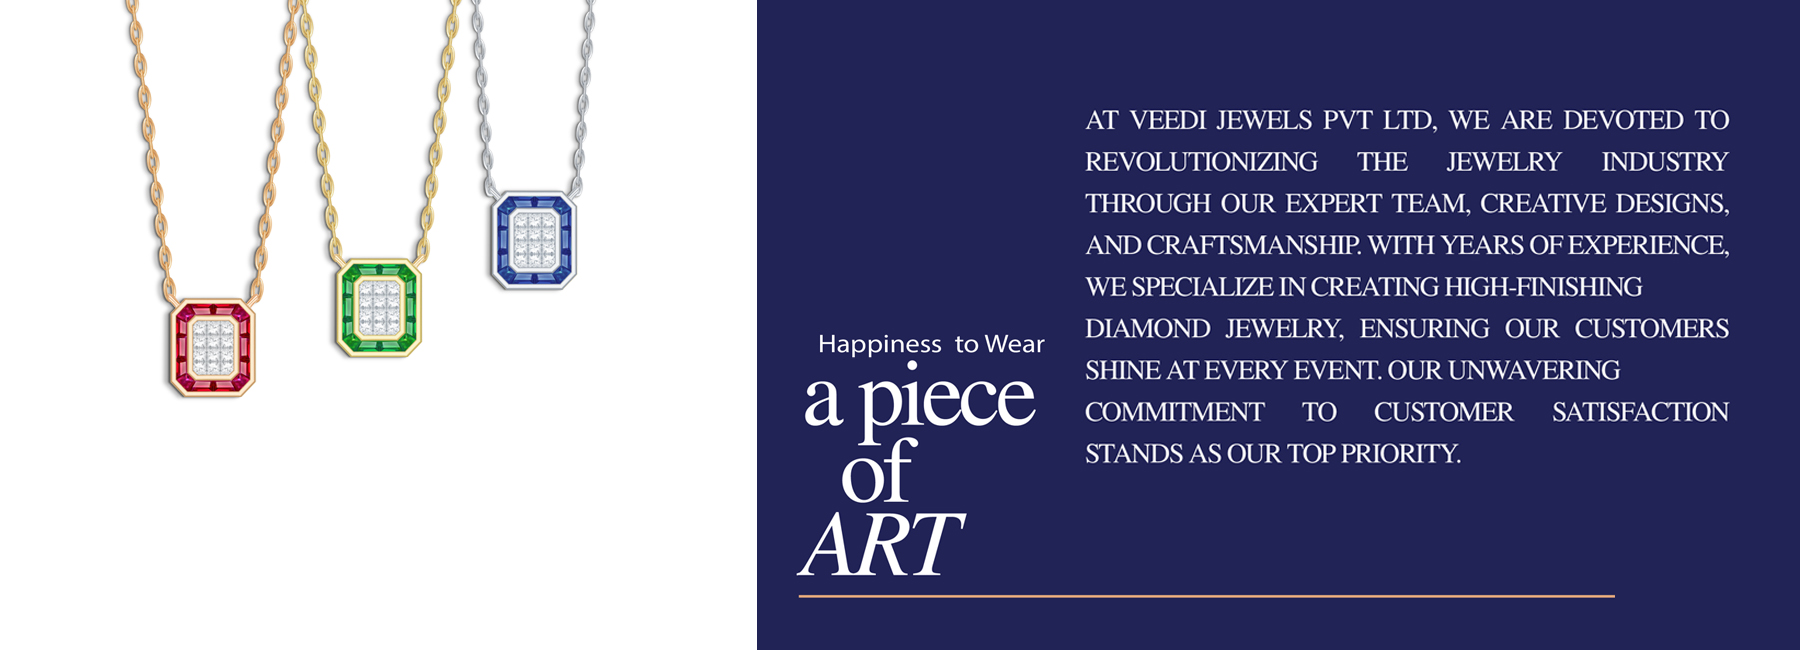 Happiness to Wear
a piece
of
ART
AT VEEDI JEWELS PVT LTD, WE ARE DEVOTED TO
REVOLUTIONIZING THE JEWELRY INDUSTRY
THROUGH OUR EXPERT TEAM, CREATIVE DESIGNS,
AND CRAFTSMANSHIP. WITH YEARS OF EXPERIENCE,
WE SPECIALIZE IN CREATING HIGH-FINISHING
DIAMOND JEWELRY, ENSURING OUR CUSTOMERS
SHINE AT EVERY EVENT. OUR UNWAVERING
COMMITMENT TO CUSTOMER SATISFACTION
STANDS AS OUR TOP PRIORITY.